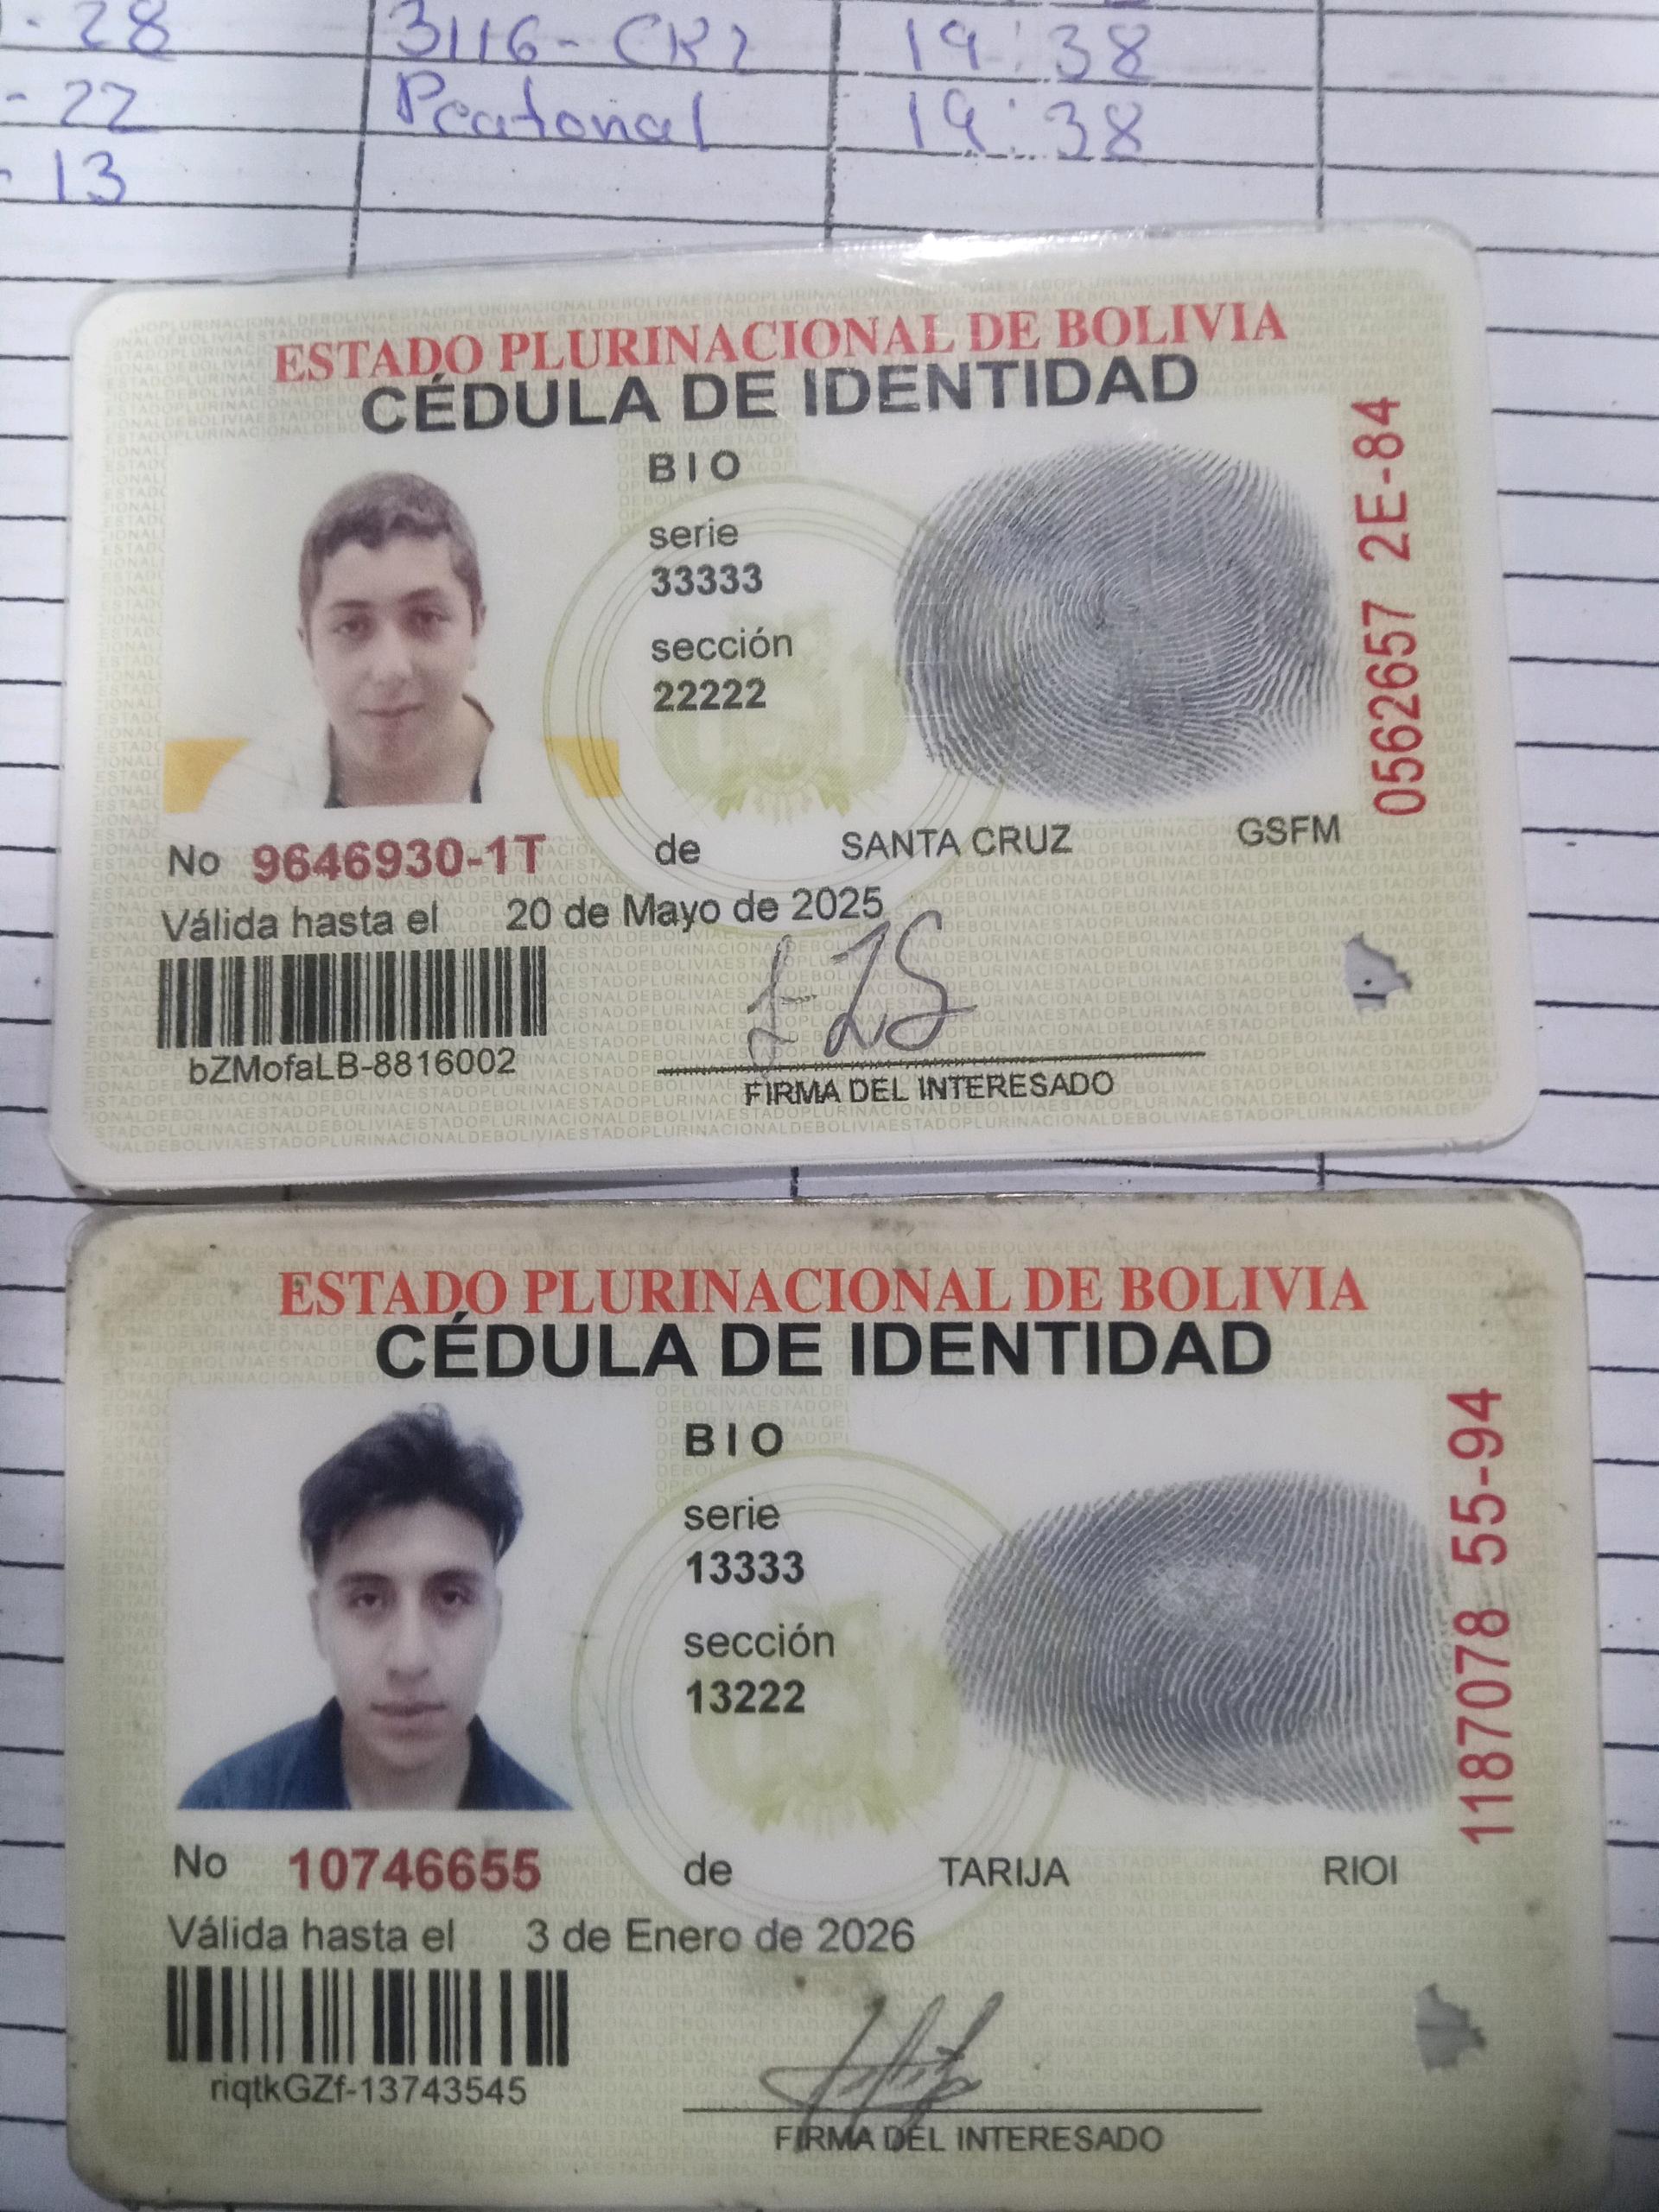 - 28 3116-CKZ 19:38
- 22 Peatonal 19:38
- 13
ESTADO PLURINACIONAL DE BOLIVIA
CÉDULA DE IDENTIDAD
BIO
serie
33333
sección
22222
0562657 2E-84
No 9646930-1T de SANTA CRUZ GSFM
Válida hasta el 20 de Mayo de 2025
bZMofaLB-8816002
FIRMA DEL INTERESADO
ESTADO PLURINACIONAL DE BOLIVIA
CÉDULA DE IDENTIDAD
BIO
serie
13333
sección
13222
1187078 55-94
No 10746655 de TARIJA RIOI
Válida hasta el 3 de Enero de 2026
riqtkGZf-13743545
FIRMA DEL INTERESADO